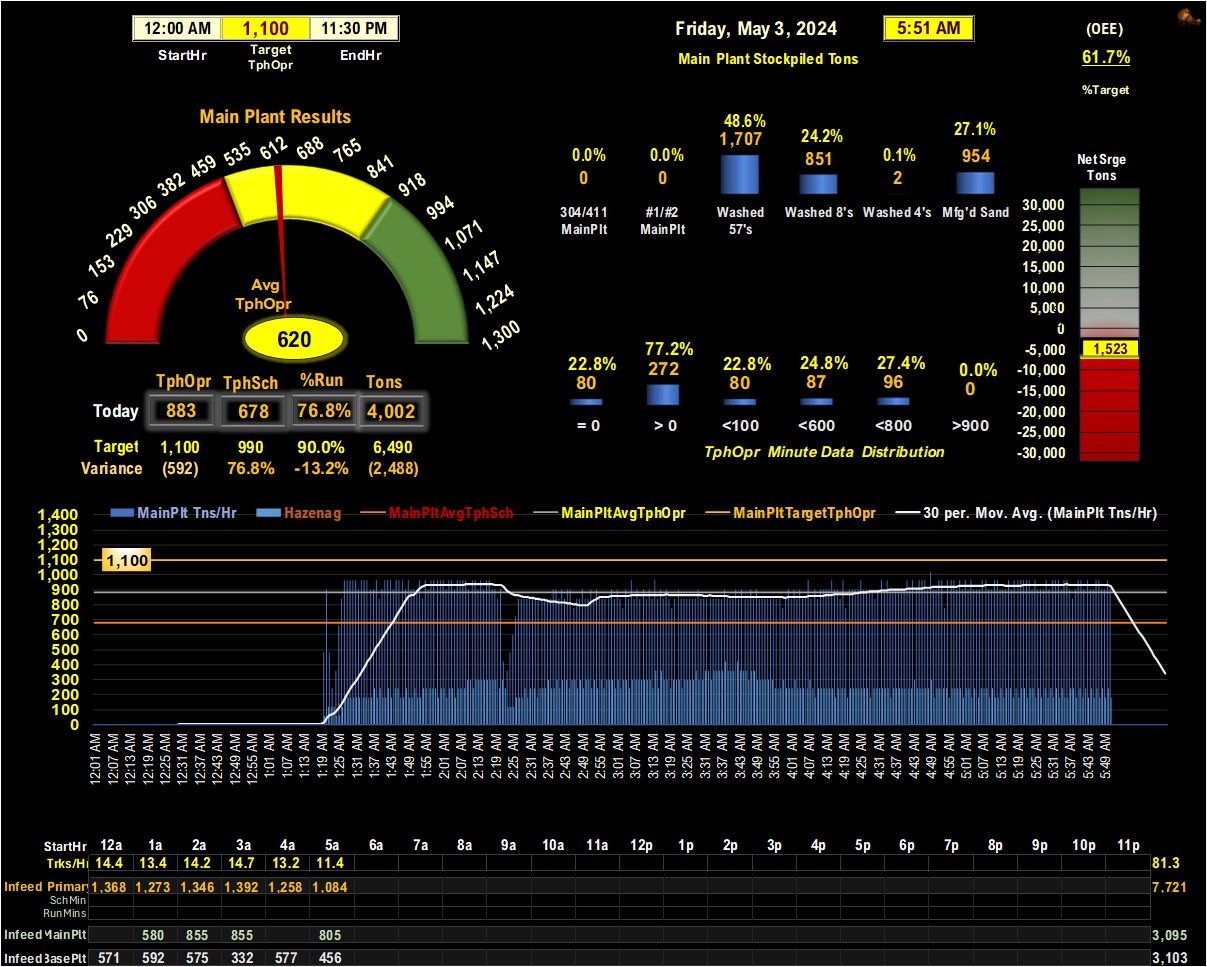 12:00 AM 1,100 11:30 PM
StartHr Target TphOpr EndHr
Friday, May 3, 2024 5:51 AM
Main Plant Stockpiled Tons
(OEE)
61.7%
%Target
Main Plant Results
0 76 153 229 306 382 459 535 612 688 765 841 918 994 1,071 1,147 1,224 1,300
Avg
TphOpr
620
48.6% 24.2% 27.1%
0.0% 0.0% 1,707 851 0.1% 954
0 0 2
304/411 #1/#2 Washed Washed 8's Washed 4's Mfg'd Sand
MainPlt MainPlt 57's
Net Srge
Tons
30,000
25,000
20,000
15,000
10,000
5,000
0
-5,000
-10,000
-15,000
-20,000
-25,000
-30,000
1,523
TphOpr TphSch %Run Tons
Today 883 678 76.8% 4,002
Target 1,100 990 90.0% 6,490
Variance (592) 76.8% -13.2% (2,488)
22.8% 77.2% 22.8% 24.8% 27.4% 0.0%
80 272 80 87 96 0
= 0 > 0 <100 <600 <800 >900
TphOpr Minute Data Distribution
MainPlt Tns/Hr Hazenag MainPltAvgTphSch MainPltAvgTphOpr MainPltTargetTphOpr 30 per. Mov. Avg. (MainPlt Tns/Hr)
1,400
1,300
1,200
1,100
1,000
900
800
700
600
500
400
300
200
100
0
1,100
12:01 AM 12:07 AM 12:13 AM 12:19 AM 12:25 AM 12:31 AM 12:37 AM 12:43 AM 12:49 AM 12:55 AM 1:01 AM 1:07 AM 1:13 AM 1:19 AM 1:25 AM 1:31 AM 1:37 AM 1:43 AM 1:49 AM 1:55 AM 2:01 AM 2:07 AM 2:13 AM 2:19 AM 2:25 AM 2:31 AM 2:37 AM 2:43 AM 2:49 AM 2:55 AM 3:01 AM 3:07 AM 3:13 AM 3:19 AM 3:25 AM 3:31 AM 3:37 AM 3:43 AM 3:49 AM 3:55 AM 4:01 AM 4:07 AM 4:13 AM 4:19 AM 4:25 AM 4:31 AM 4:37 AM 4:43 AM 4:49 AM 4:55 AM 5:01 AM 5:07 AM 5:13 AM 5:19 AM 5:25 AM 5:31 AM 5:37 AM 5:43 AM 5:49 AM
StartHr 12a 1a 2a 3a 4a 5a 6a 7a 8a 9a 10a 11a 12p 1p 2p 3p 4p 5p 6p 7p 8p 9p 10p 11p
Trks/H 14.4 13.4 14.2 14.7 13.2 11.4 81.3
Infeed Primary 1,368 1,273 1,346 1,392 1,258 1,084 7,721
SchMin
RunMins
Infeed MainPlt 580 855 855 805 3,095
Infeed BasePlt 571 592 575 332 577 456 3,103